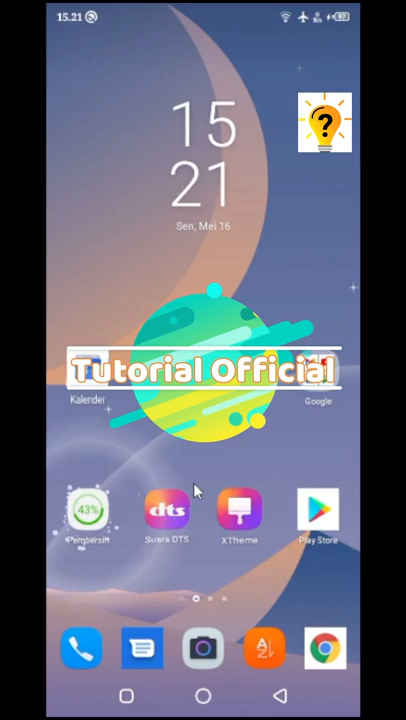 15.21
97
15
21
Sen, Mei 16
?
Tutorial Official
Kalender
Google
43%
dts
Pembersih
Suara DTS
XTheme
Play Store